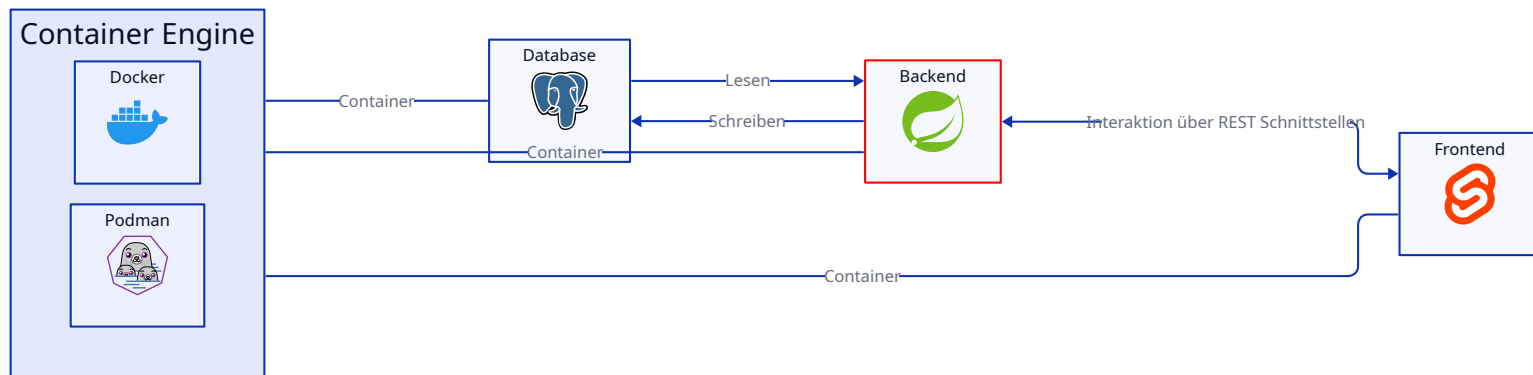 Container Engine
Docker
Podman
Container
Database
Lesen
Schreiben
Container
Backend
Interaktion über REST Schnittstellen
Frontend
Container